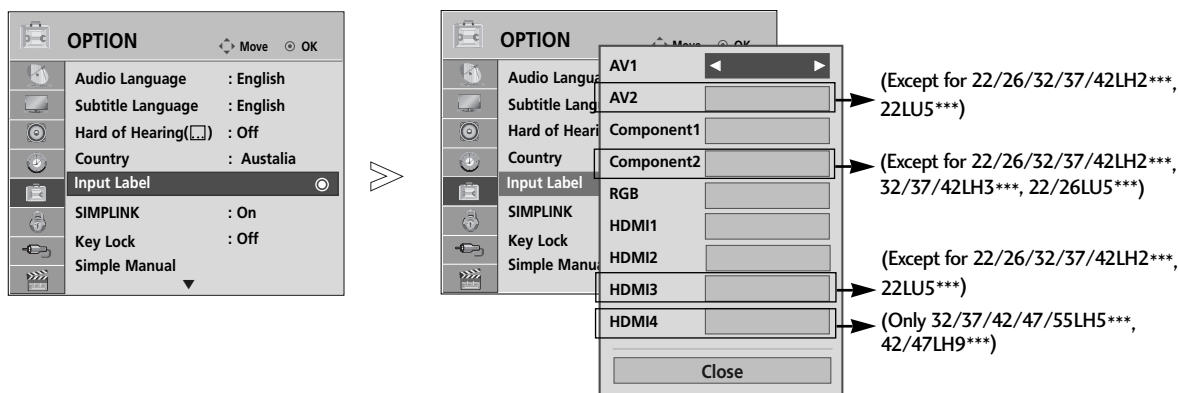 OPTION
Move OK
Audio Language : English
Subtitle Language : English
Hard of Hearing( ) : Off
Country : Austalia
Input Label
SIMPLINK : On
Key Lock : Off
Simple Manual
OPTION
Move OK
Audio Langua
Subtitle Lang
Hard of Heari
Country
Input Label
SIMPLINK
Key Lock
Simple Manua
AV1
AV2
Component1
Component2
RGB
HDMI1
HDMI2
HDMI3
HDMI4
Close
(Except for 22/26/32/37/42LH2***,
22LU5***)
(Except for 22/26/32/37/42LH2***,
32/37/42LH3***, 22/26LU5***)
(Except for 22/26/32/37/42LH2***,
22LU5***)
(Only 32/37/42/47/55LH5***,
42/47LH9***)